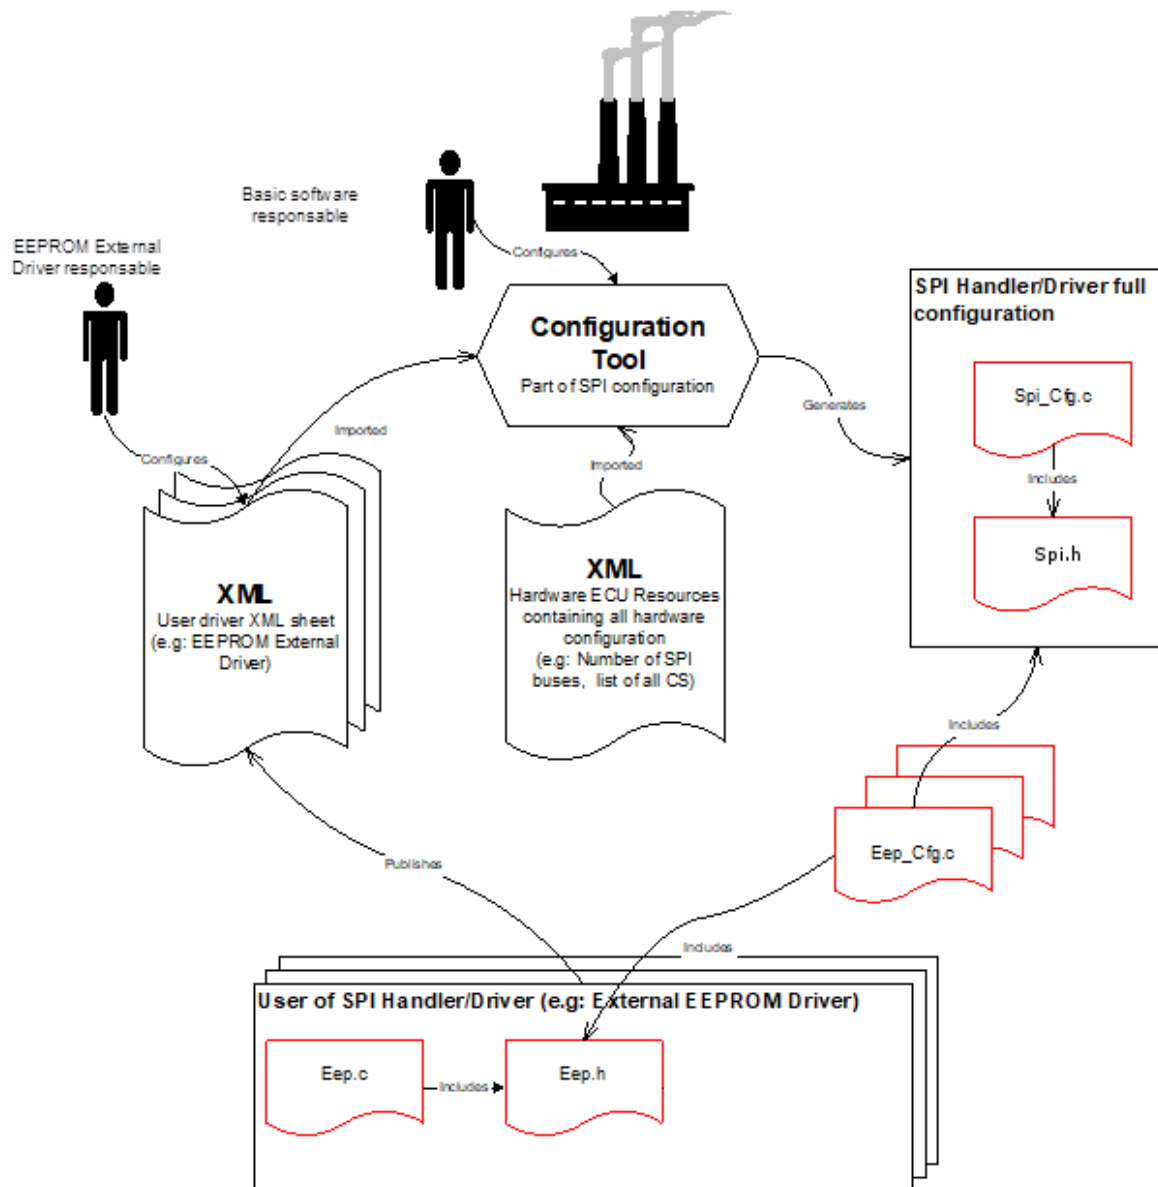 Basic software
responsable
EEPROM External
Driver responsable
Configures
SPI Handler/Driver full
configuration
Configuration
Tool
Part of SPI configuration
Spi_Cfg.c
Generates
Imported
Configures
Imported
Includes
Spi.h
XML
User driver XML sheet
(e.g: EEPROM External
Driver)
XML
Hardware ECU Resources
containing all hardware
configuration
(e.g: Number of SPI
buses, list of all CS)
Includes
Eep_Cfg.c
Publishes
Includes
User of SPI Handler/Driver (e.g: External EEPROM Driver)
Eep.c
Includes
Eep.h